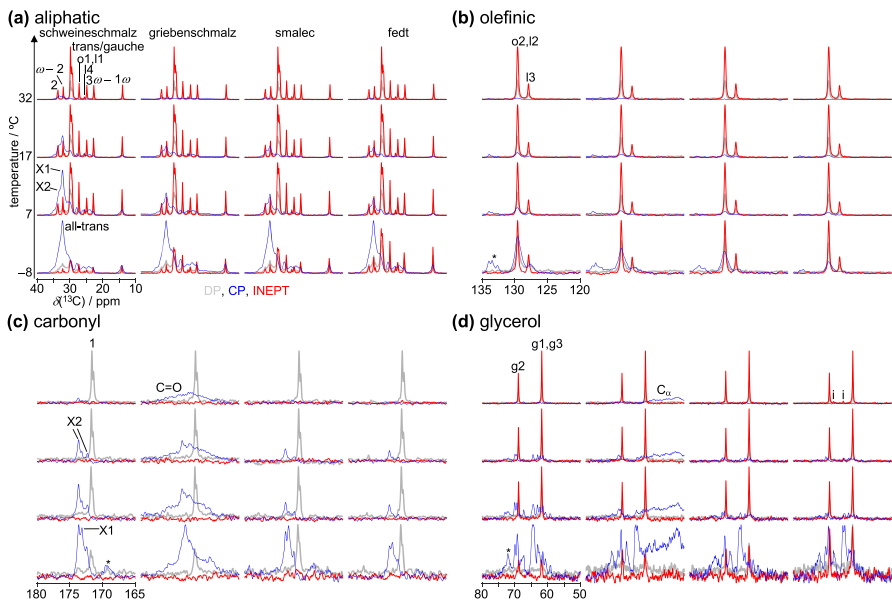 (a) aliphatic
schweineschmalz
griebenschmalz
smalec
fedt
trans/gauche
o1,l1
l4
ω − 2
2
3
ω − 1
ω
32
17
X1
X2
7
all-trans
−8
temperature / ºC
40
30
20
10
δ(¹³C) / ppm
DP, CP, INEPT
(b) olefinic
o2,l2
l3
*
135
130
125
120
(c) carbonyl
1
C=O
X2
X1
*
180
175
170
165
(d) glycerol
g1,g3
g2
Cα
i
i
*
80
70
60
50